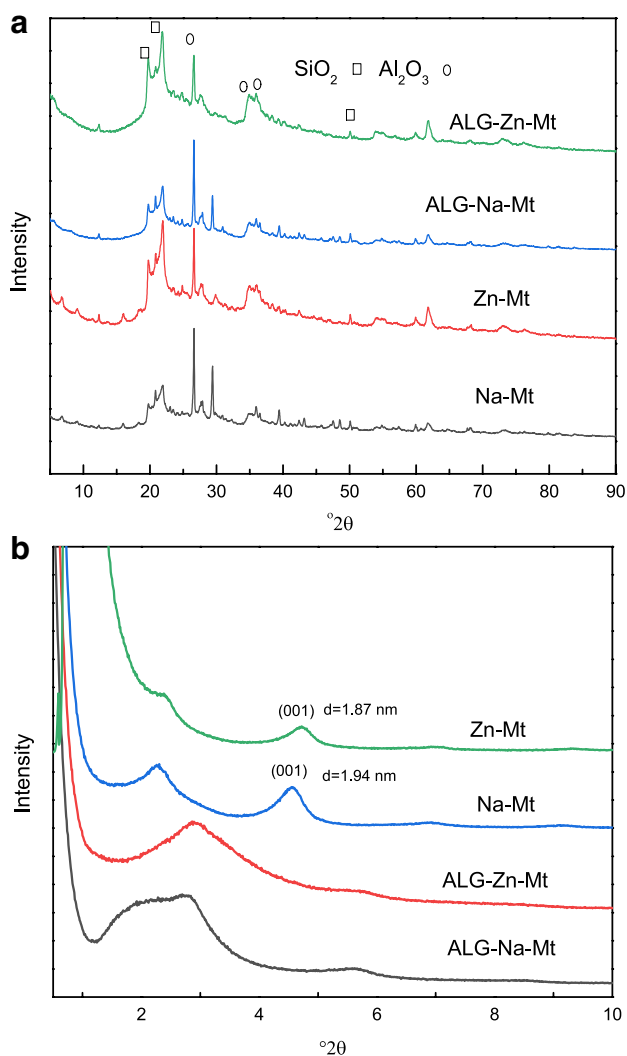 a
SiO₂ □ Al₂O₃ ○
ALG-Zn-Mt
ALG-Na-Mt
Zn-Mt
Na-Mt
Intensity
10 20 30 40 50 60 70 80 90
°2θ
b
(001) d=1.87 nm
Zn-Mt
(001)
d=1.94 nm
Na-Mt
ALG-Zn-Mt
ALG-Na-Mt
Intensity
2 4 6 8 10
°2θ